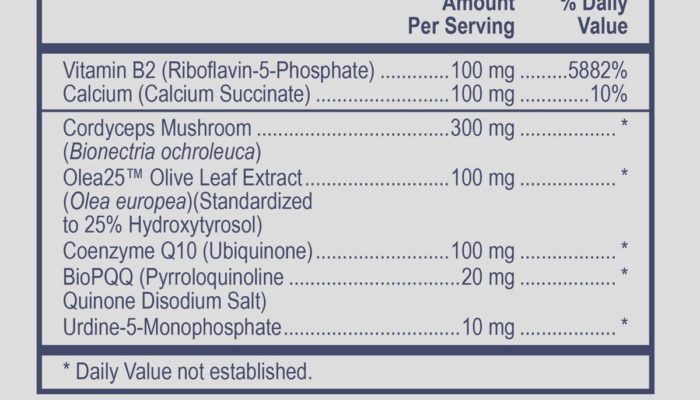 Amount % Daily
Per Serving Value
Vitamin B2 (Riboflavin-5-Phosphate) .............100 mg .........5882%
Calcium (Calcium Succinate) .........................100 mg ............10%
Cordyceps Mushroom ....................................300 mg .................. *
(Bionectria ochroleuca)
Olea25™ Olive Leaf Extract............................100 mg .................. *
(Olea europea)(Standardized
to 25% Hydroxytyrosol)
Coenzyme Q10 (Ubiquinone)..........................100 mg .................. *
BioPQQ (Pyrroloquinoline ................................20 mg .................. *
Quinone Disodium Salt)
Urdine-5-Monophosphate.................................10 mg .................. *
* Daily Value not established.